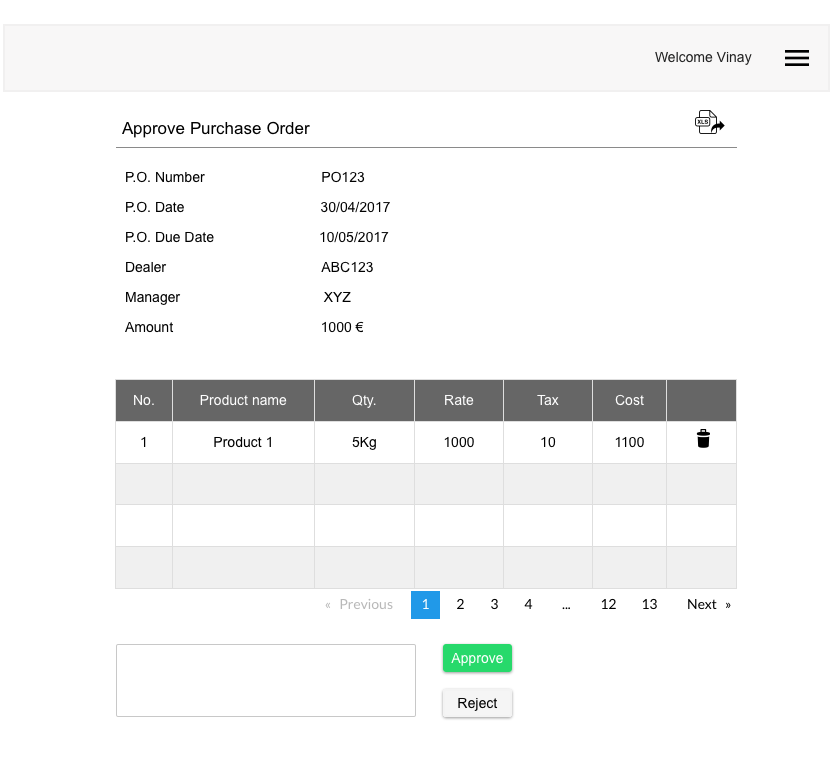 Welcome Vinay
Approve Purchase Order
XLS
P.O. Number PO123
P.O. Date 30/04/2017
P.O. Due Date 10/05/2017
Dealer ABC123
Manager XYZ
Amount 1000 €
No. Product name Qty. Rate Tax Cost
1 Product 1 5Kg 1000 10 1100
« Previous 1 2 3 4 ... 12 13 Next »
Approve
Reject